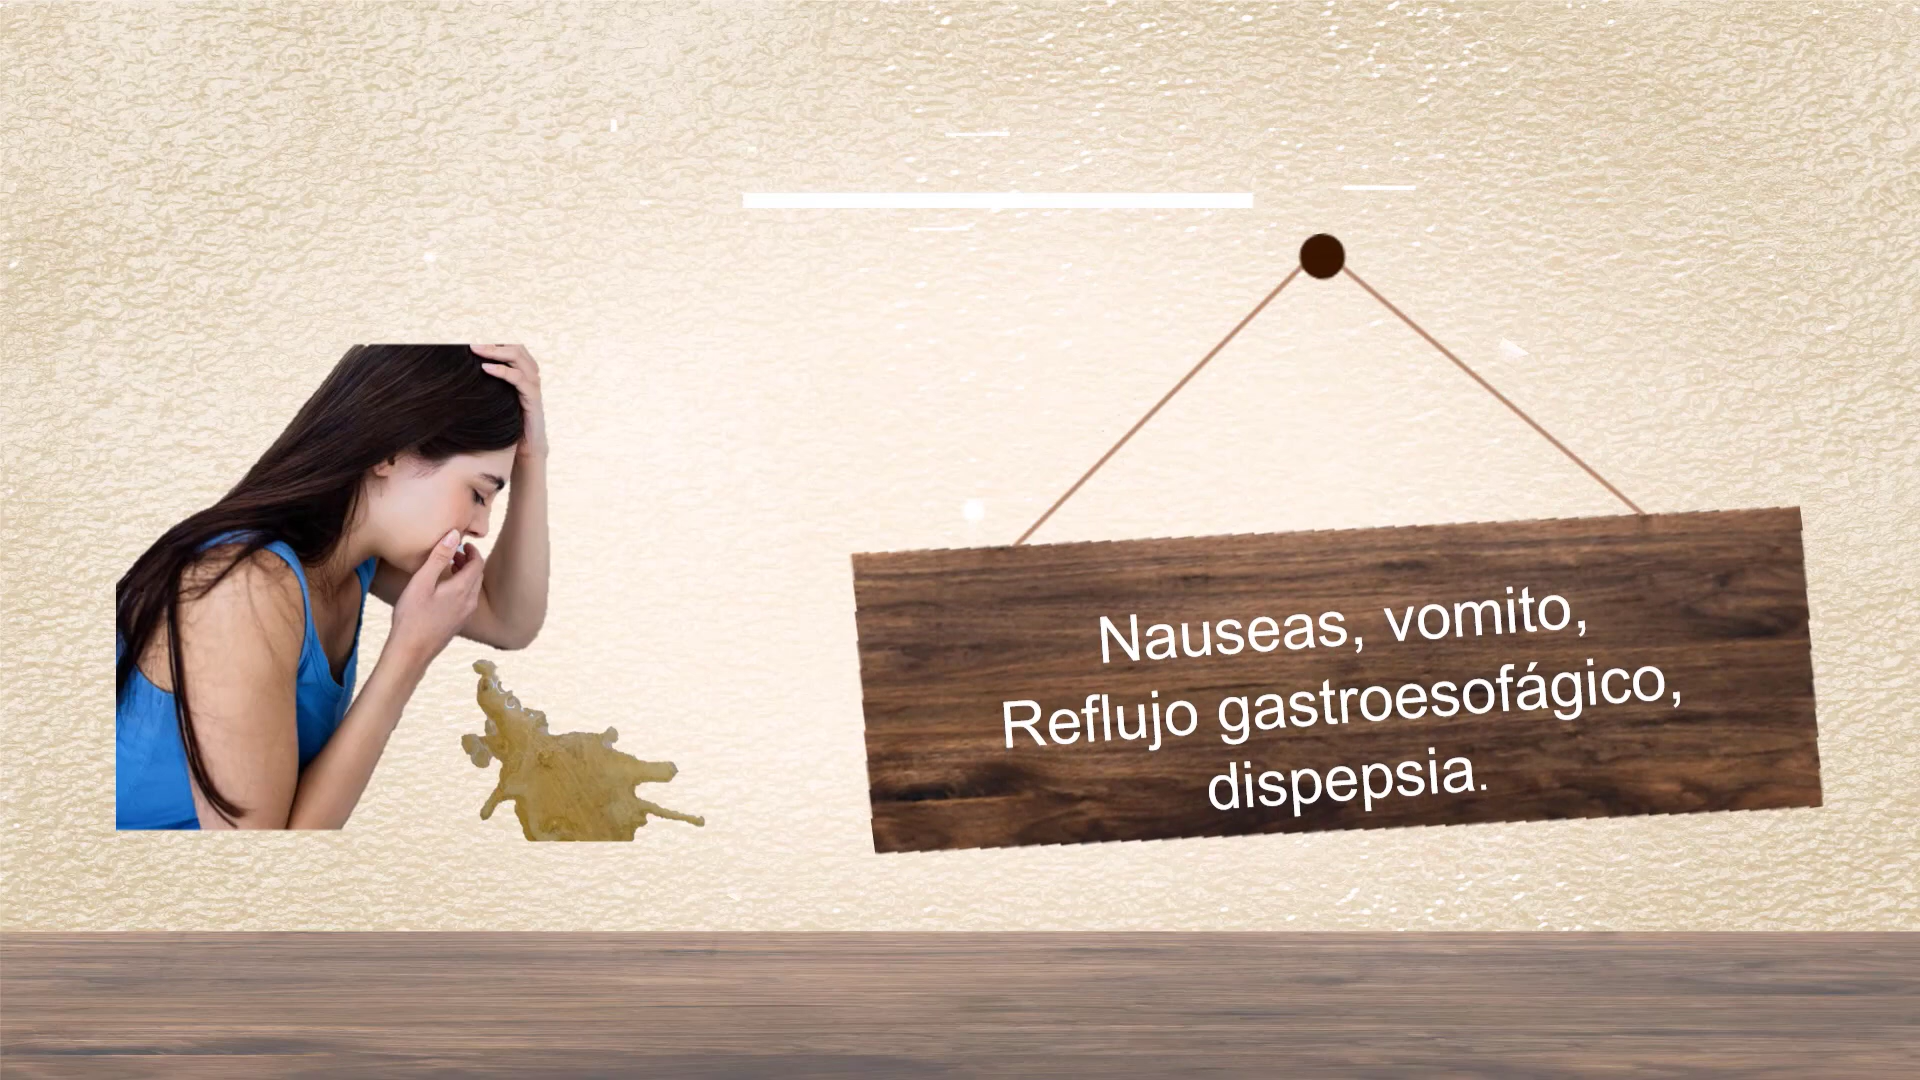 Nauseas, vomito,
Reflujo gastroesofágico,
dispepsia.